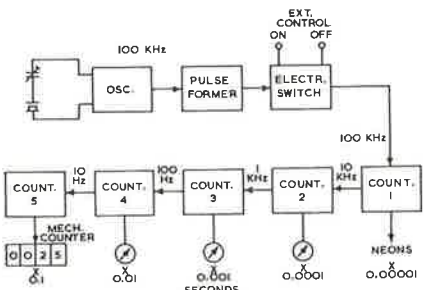 EXT.
CONTROL
ON OFF
100 KHz
OSC.
PULSE
FORMER
ELECTR.
SWITCH
100 KHz
10
Hz
100
Hz
1
KHz
10
KHz
COUNT.
5
COUNT.
4
COUNT.
3
COUNT.
2
COUNT.
1
MECH.
COUNTER
0 0 2 5
NEONS
X
0.1
X
0.01
X
0.001
X
0.0001
X
0.00001
SECONDS